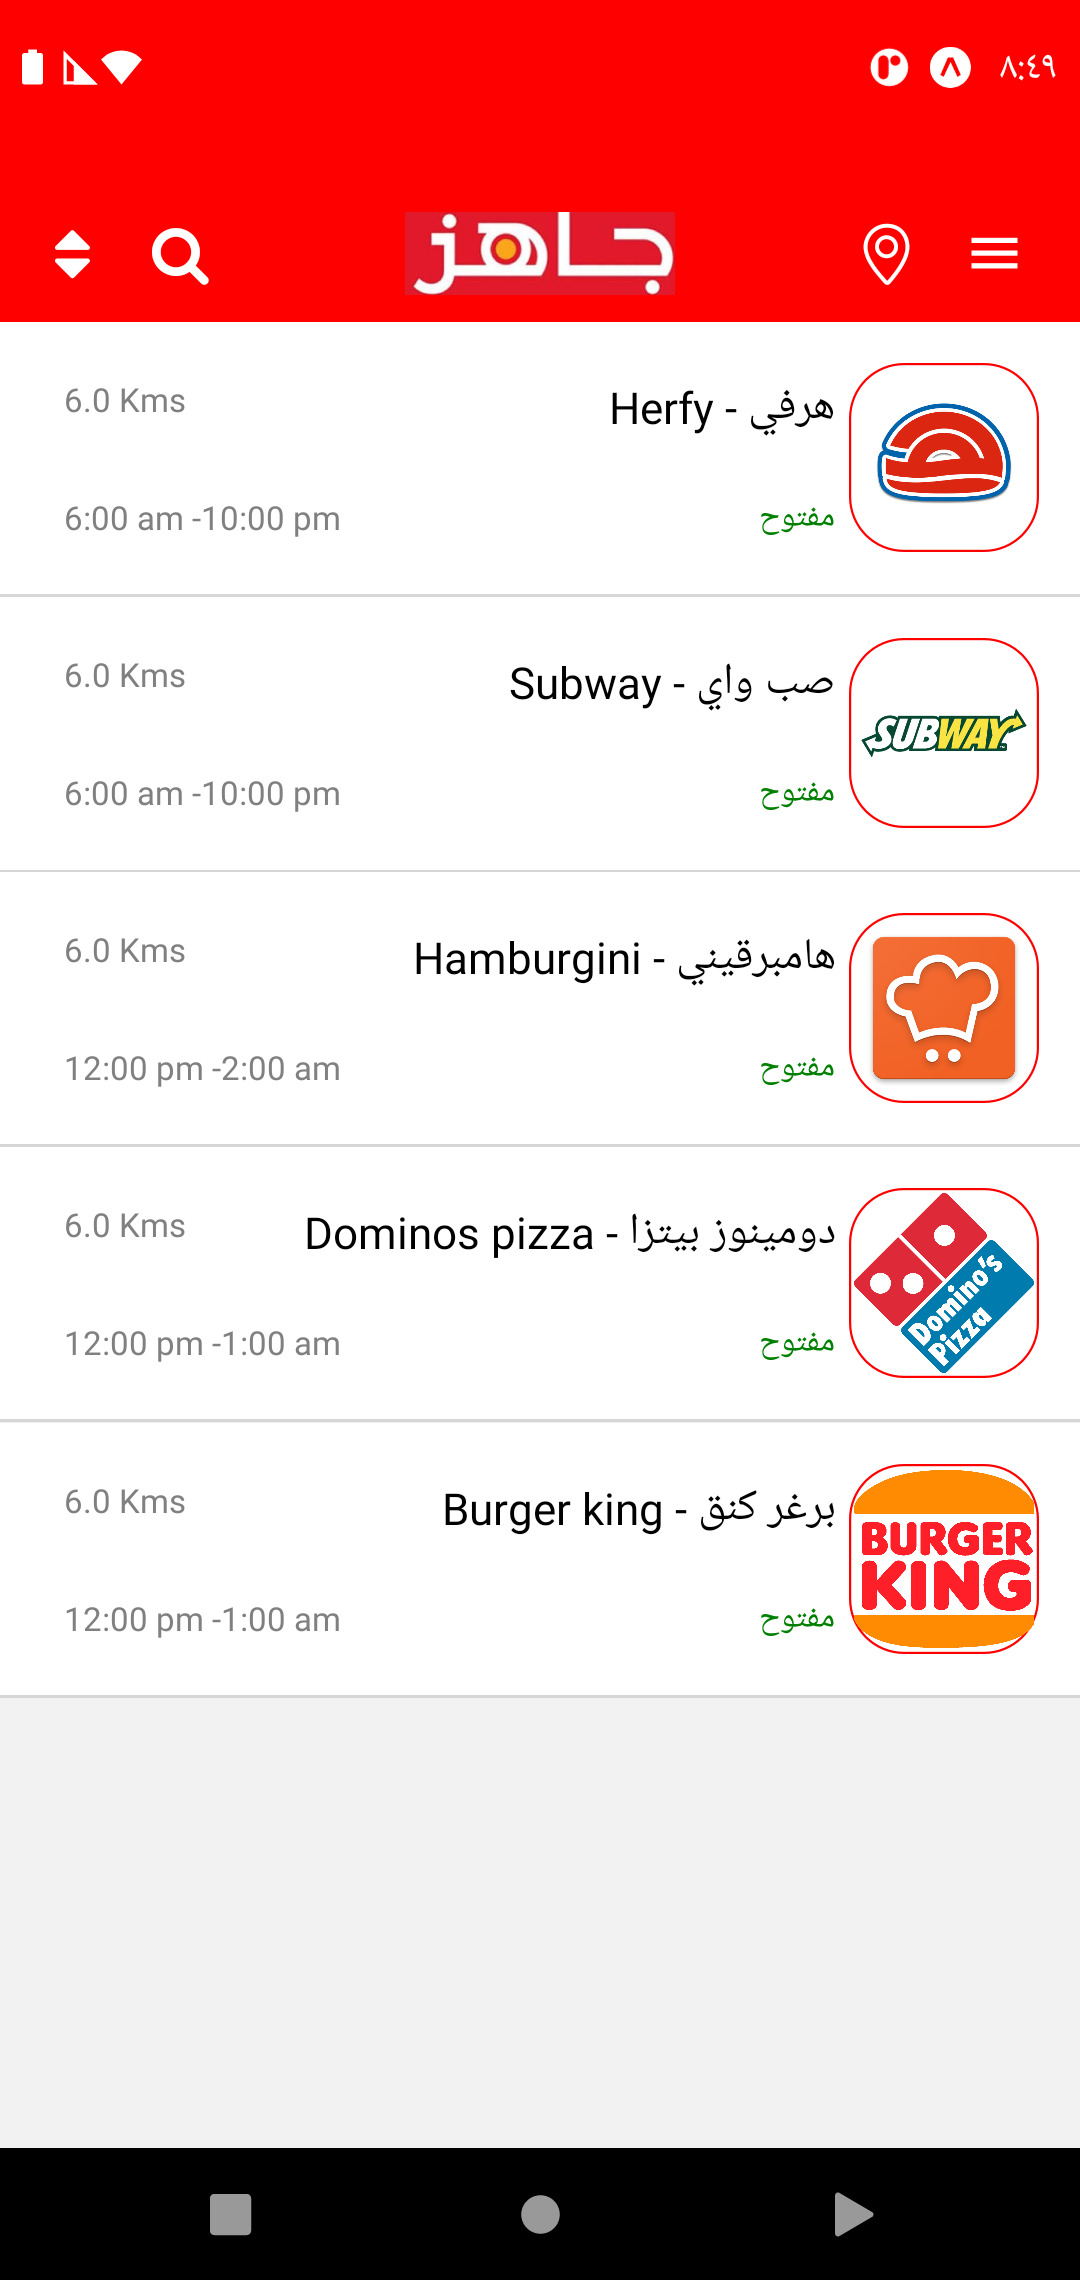 ٨:٤٩
جاهز
هرفي - Herfy
6.0 Kms
مفتوح
6:00 am -10:00 pm
صب واي - Subway
6.0 Kms
SUBWAY
مفتوح
6:00 am -10:00 pm
هامبرقيني - Hamburgini
6.0 Kms
مفتوح
12:00 pm -2:00 am
دومينوز بيتزا - Dominos pizza
6.0 Kms
Domino's
Pizza
مفتوح
12:00 pm -1:00 am
برغر كنق - Burger king
6.0 Kms
BURGER
KING
مفتوح
12:00 pm -1:00 am